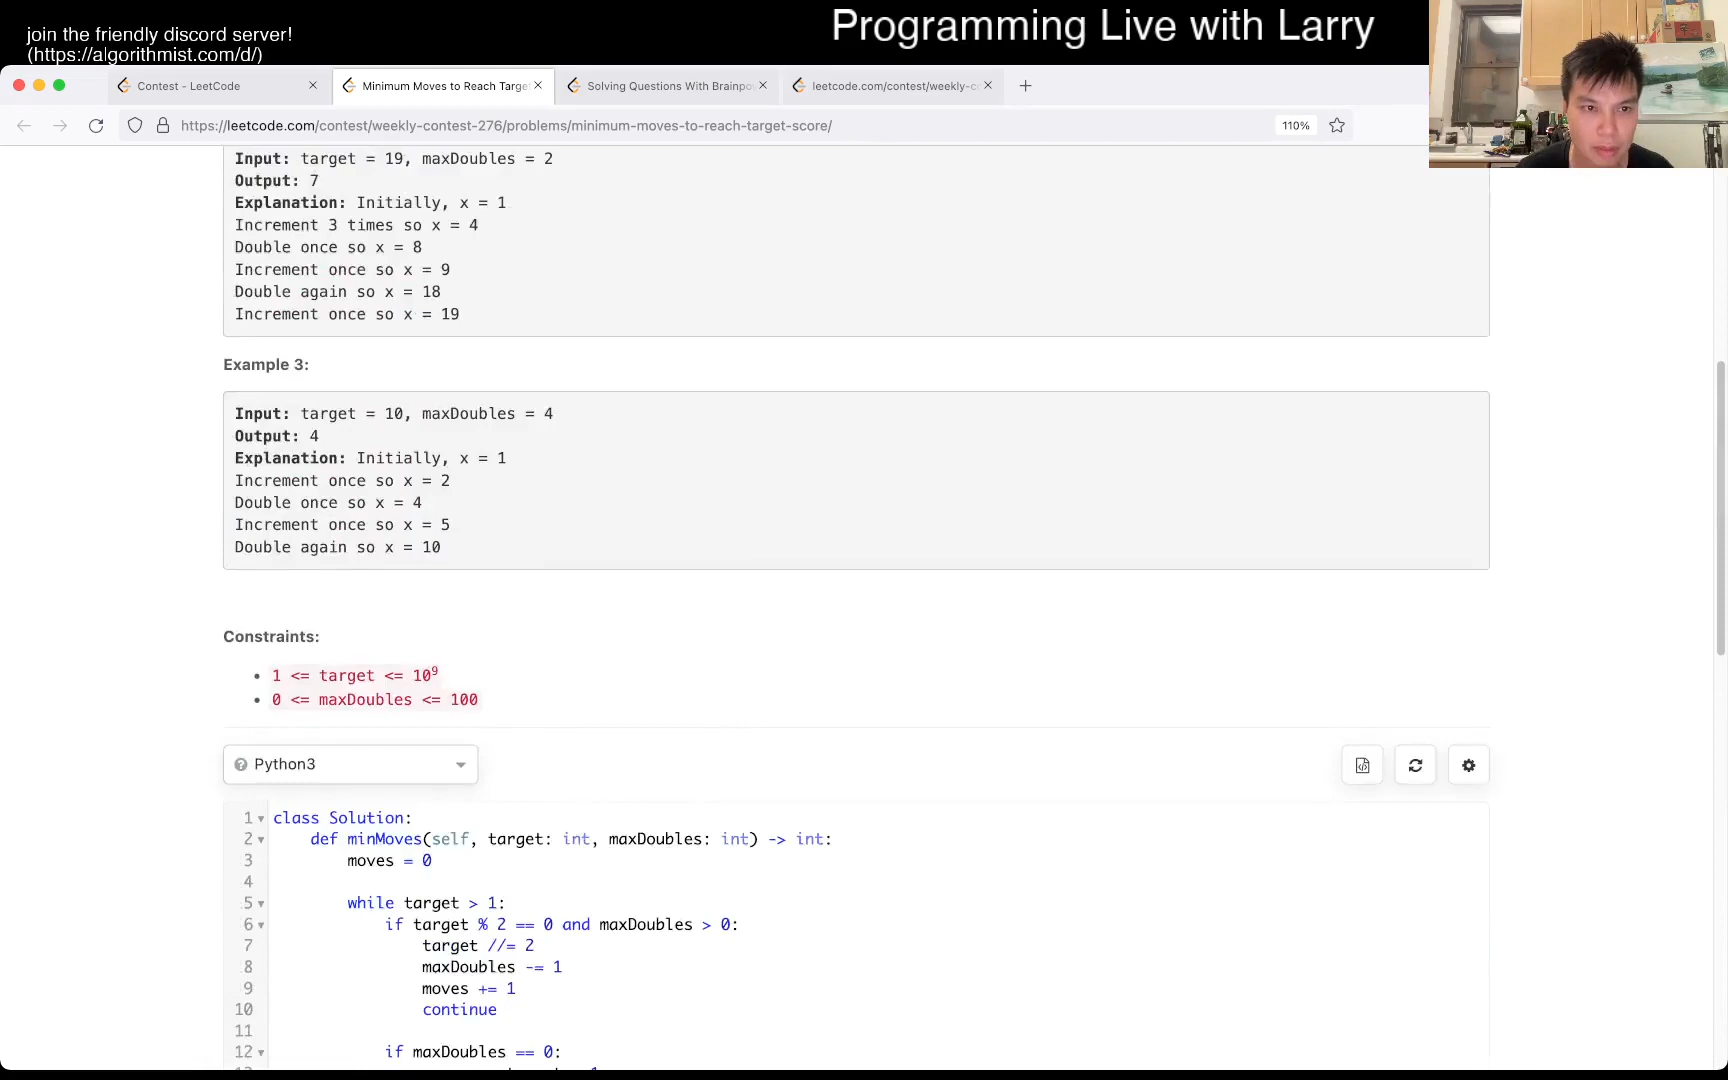 join the friendly discord server!
(https://algorithmist.com/d/)
Programming Live with Larry
Contest - LeetCode
Minimum Moves to Reach Targe
Solving Questions With Brainpo
leetcode.com/contest/weekly-c
https://leetcode.com/contest/weekly-contest-276/problems/minimum-moves-to-reach-target-score/
110%
Input: target = 19, maxDoubles = 2
Output: 7
Explanation: Initially, x = 1
Increment 3 times so x = 4
Double once so x = 8
Increment once so x = 9
Double again so x = 18
Increment once so x = 19
Example 3:
Input: target = 10, maxDoubles = 4
Output: 4
Explanation: Initially, x = 1
Increment once so x = 2
Double once so x = 4
Increment once so x = 5
Double again so x = 10
Constraints:
• 1 <= target <= 10⁹
• 0 <= maxDoubles <= 100
Python3
1 class Solution:
2 def minMoves(self, target: int, maxDoubles: int) -> int:
3 moves = 0
4
5 while target > 1:
6 if target % 2 == 0 and maxDoubles > 0:
7 target //= 2
8 maxDoubles -= 1
9 moves += 1
10 continue
11
12 if maxDoubles == 0: